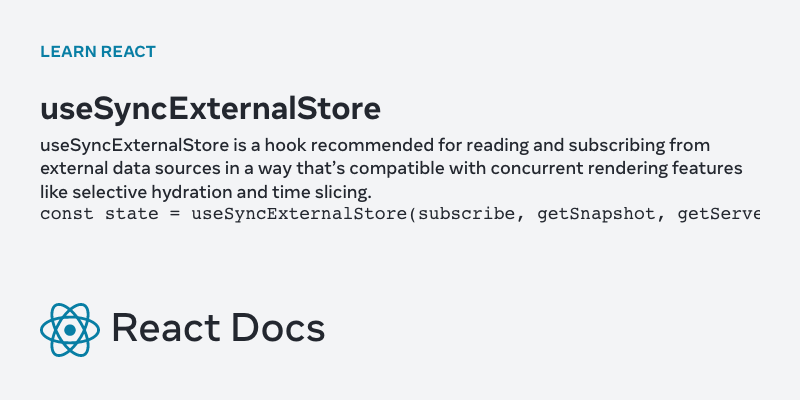 LEARN REACT
useSyncExternalStore
useSyncExternalStore is a hook recommended for reading and subscribing from
external data sources in a way that’s compatible with concurrent rendering features
like selective hydration and time slicing.
const state = useSyncExternalStore(subscribe, getSnapshot, getServe
React Docs